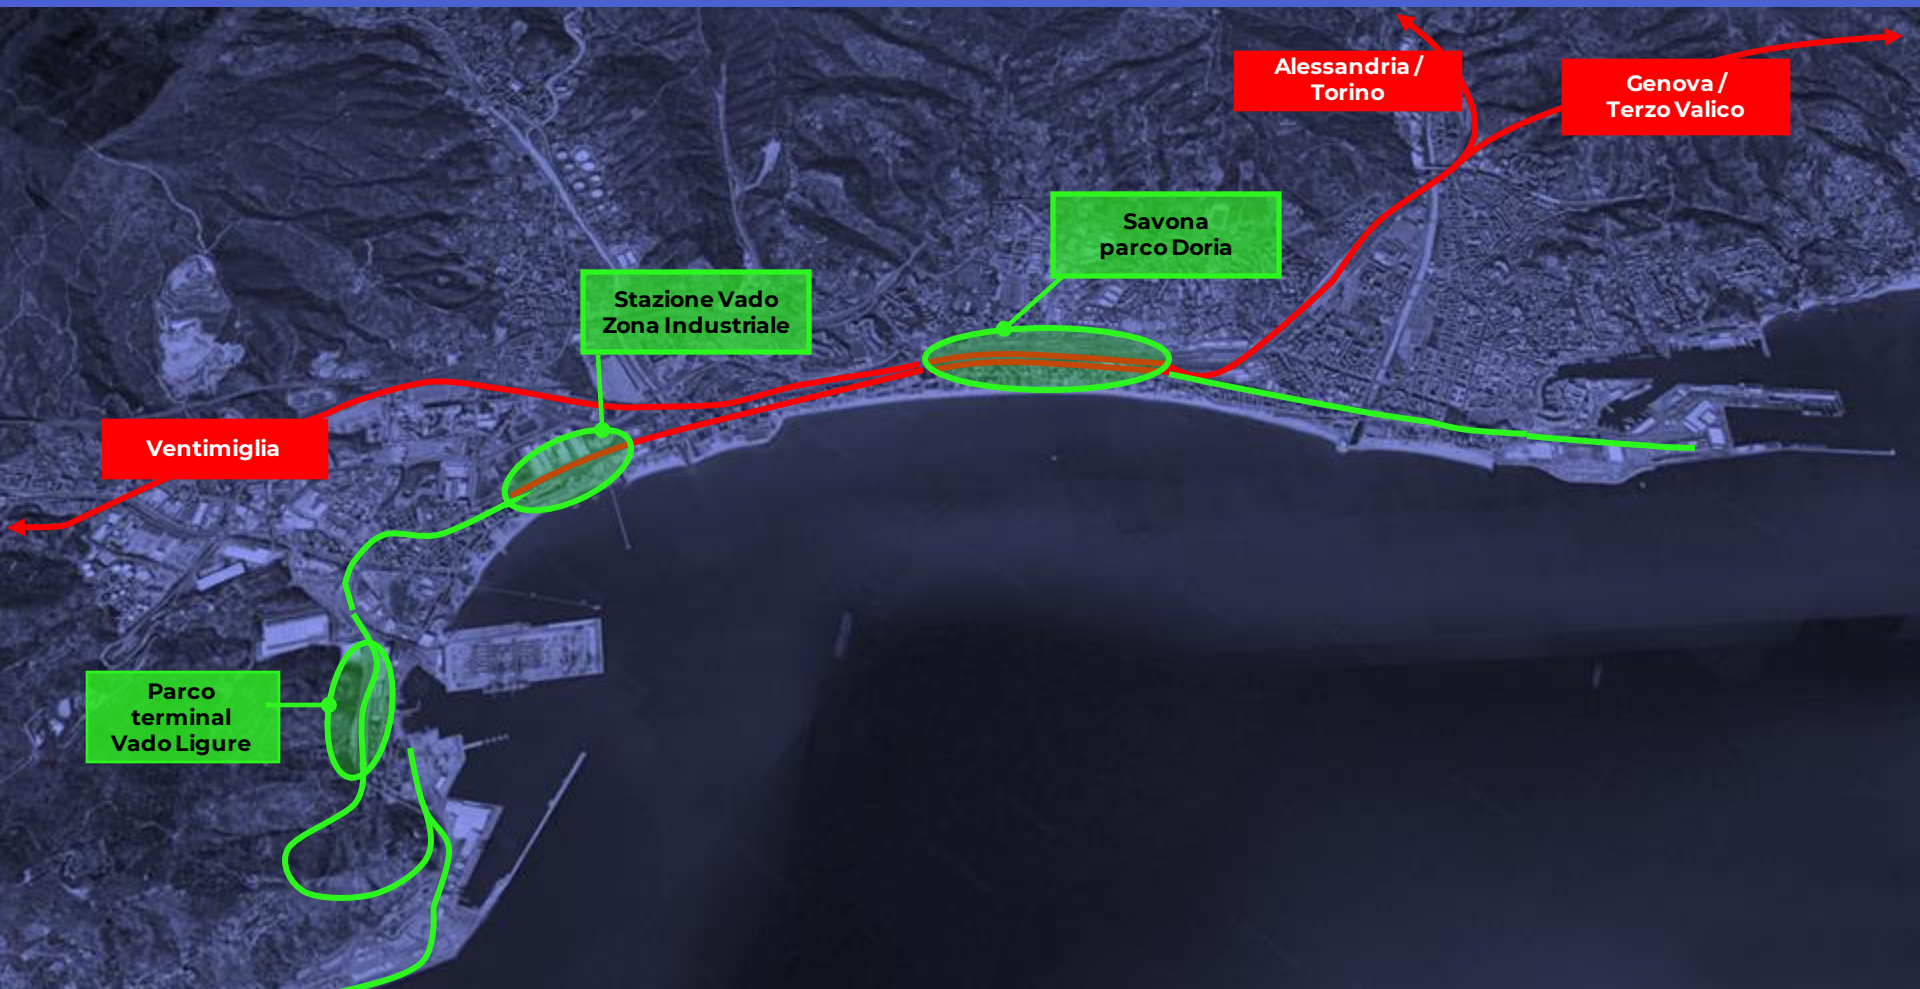 Alessandria /
Torino
Genova /
Terzo Valico
Savona
parco Doria
Stazione Vado
Zona Industriale
Ventimiglia
Parco
terminal
Vado Ligure